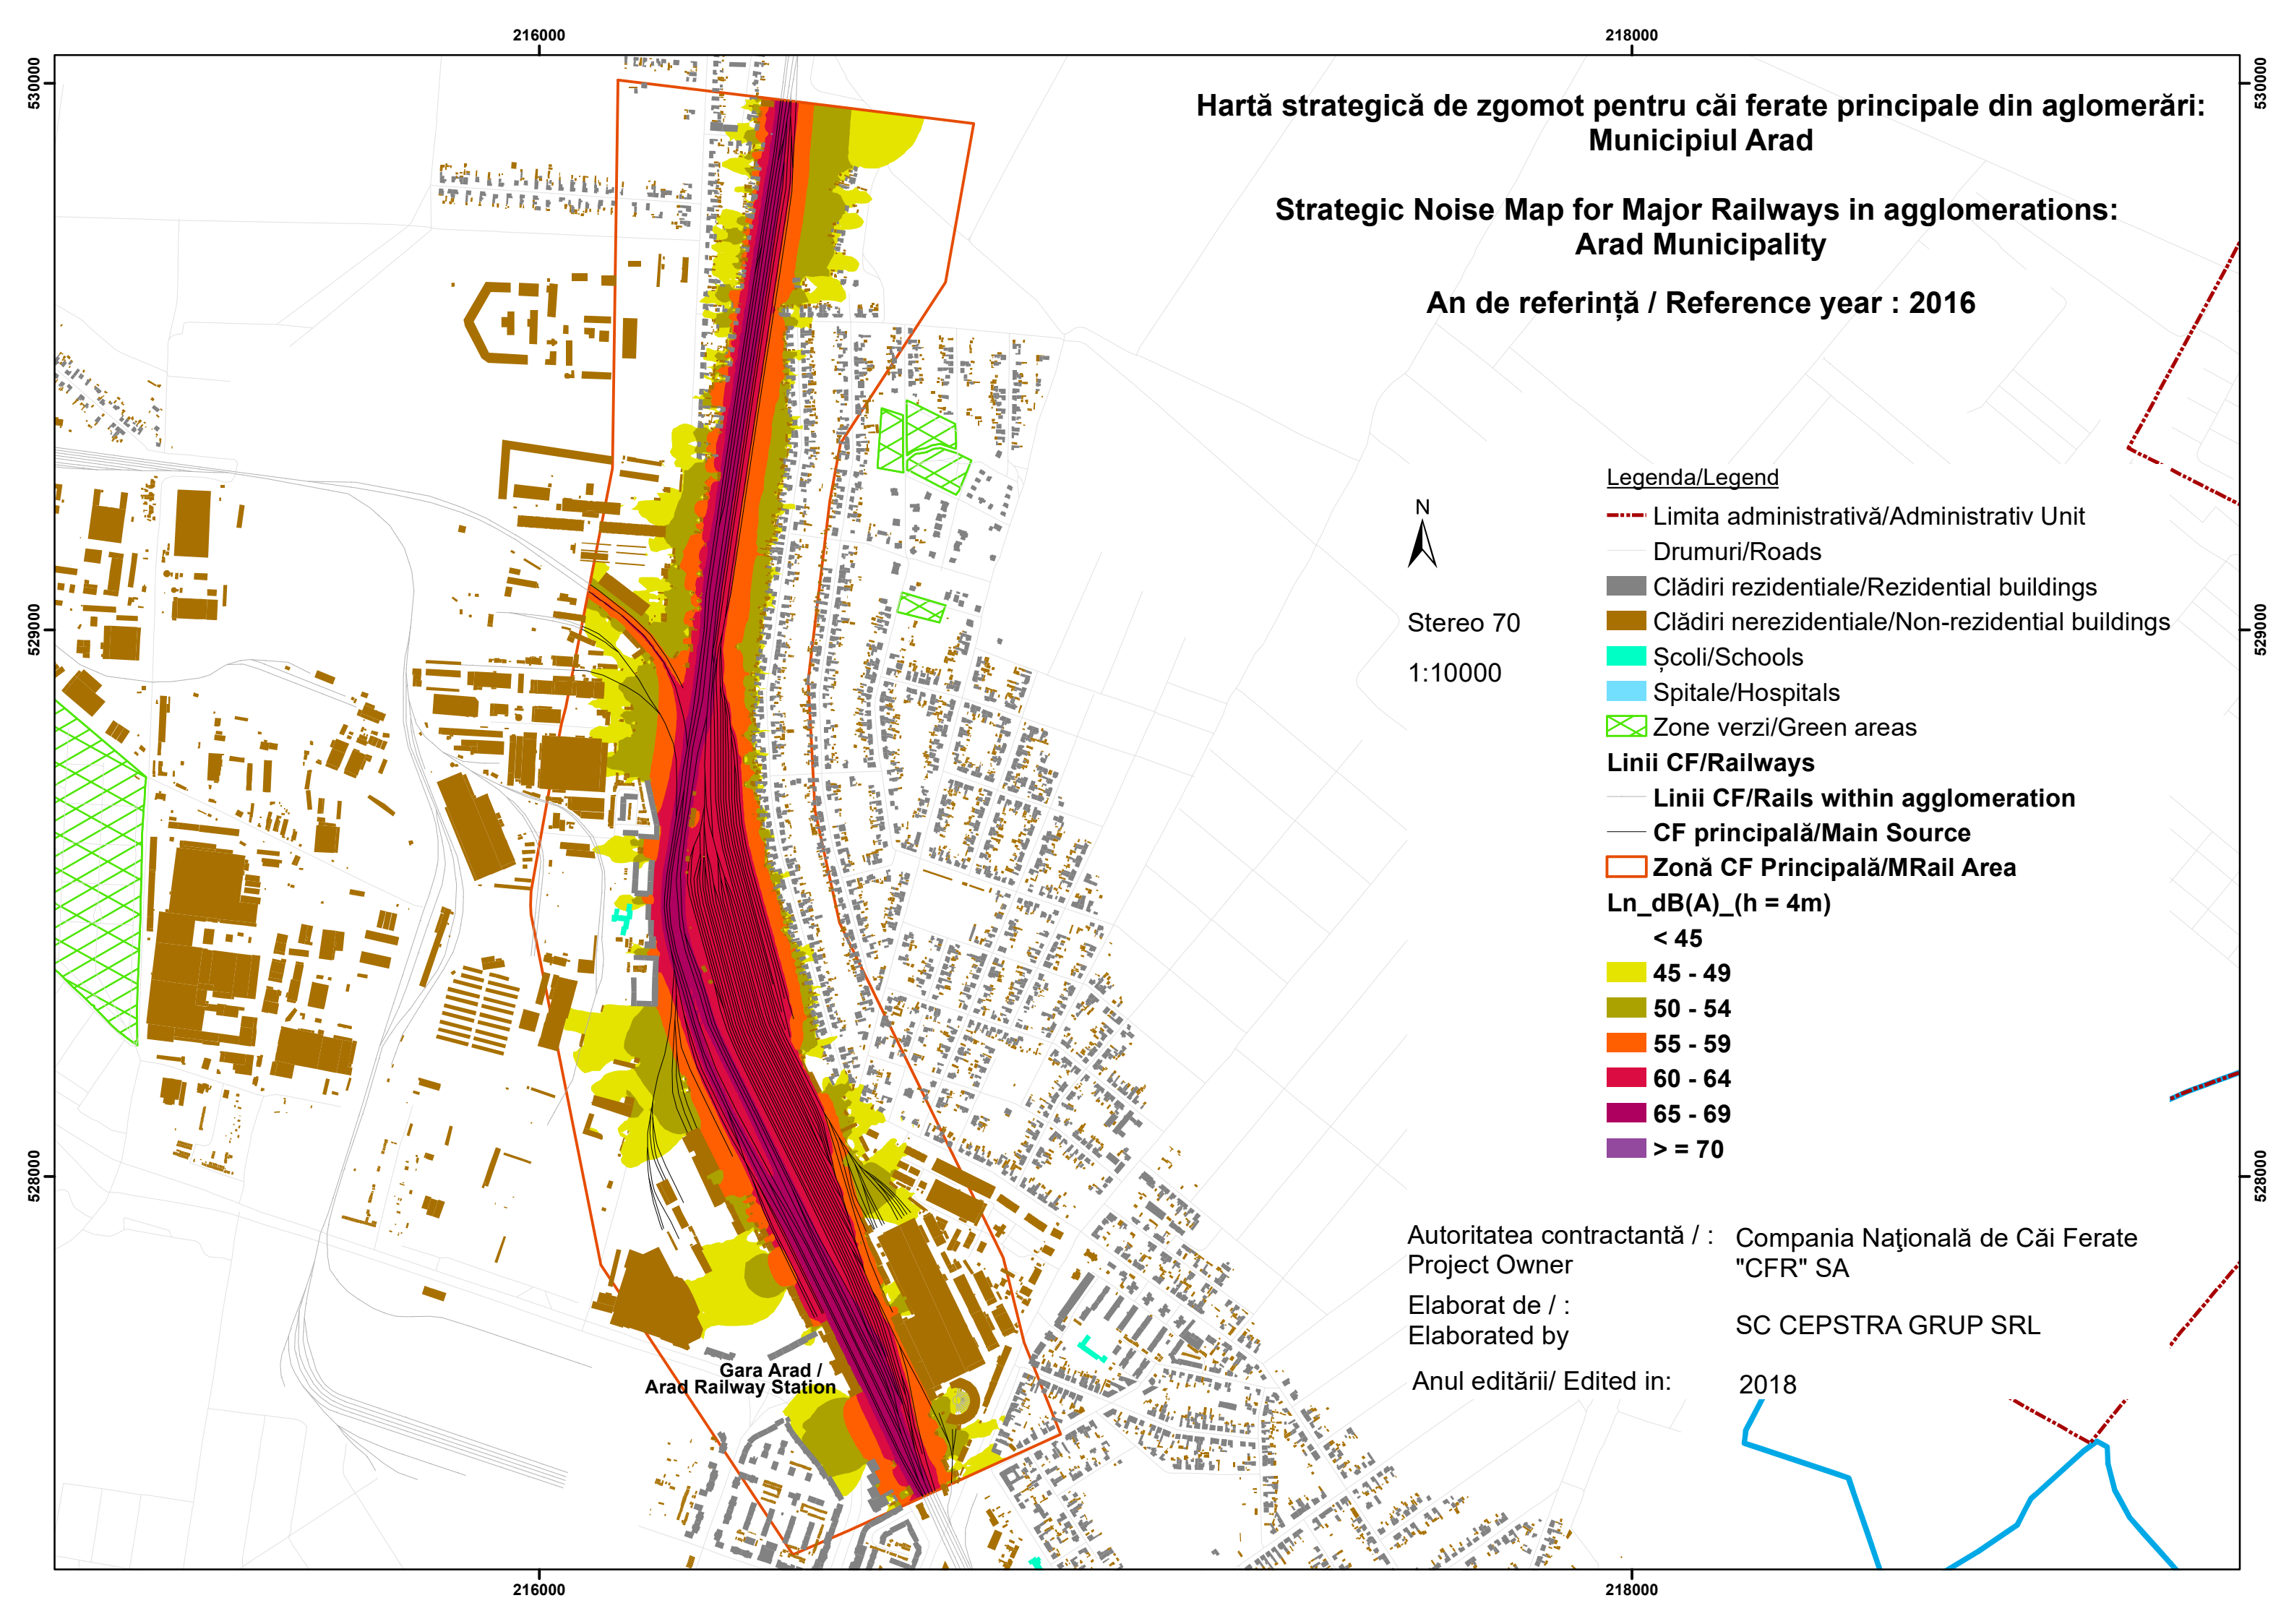 216000
218000
530000
530000
Hartă strategică de zgomot pentru căi ferate principale din aglomerări:
Municipiul Arad
Strategic Noise Map for Major Railways in agglomerations:
Arad Municipality
An de referință / Reference year : 2016
Legenda/Legend
Limita administrativă/Administrativ Unit
Drumuri/Roads
Clădiri rezidentiale/Rezidential buildings
Clădiri nerezidentiale/Non-rezidential buildings
Școli/Schools
Spitale/Hospitals
Zone verzi/Green areas
Linii CF/Railways
Linii CF/Rails within agglomeration
CF principală/Main Source
Zonă CF Principală/MRail Area
Ln_dB(A)_(h = 4m)
< 45
45 - 49
50 - 54
55 - 59
60 - 64
65 - 69
> = 70
N
Stereo 70
1:10000
529000
529000
528000
528000
Autoritatea contractantă / :
Project Owner
Compania Naţională de Căi Ferate
"CFR" SA
Elaborat de / :
Elaborated by
SC CEPSTRA GRUP SRL
Anul editării/ Edited in:
2018
Gara Arad /
Arad Railway Station
216000
218000